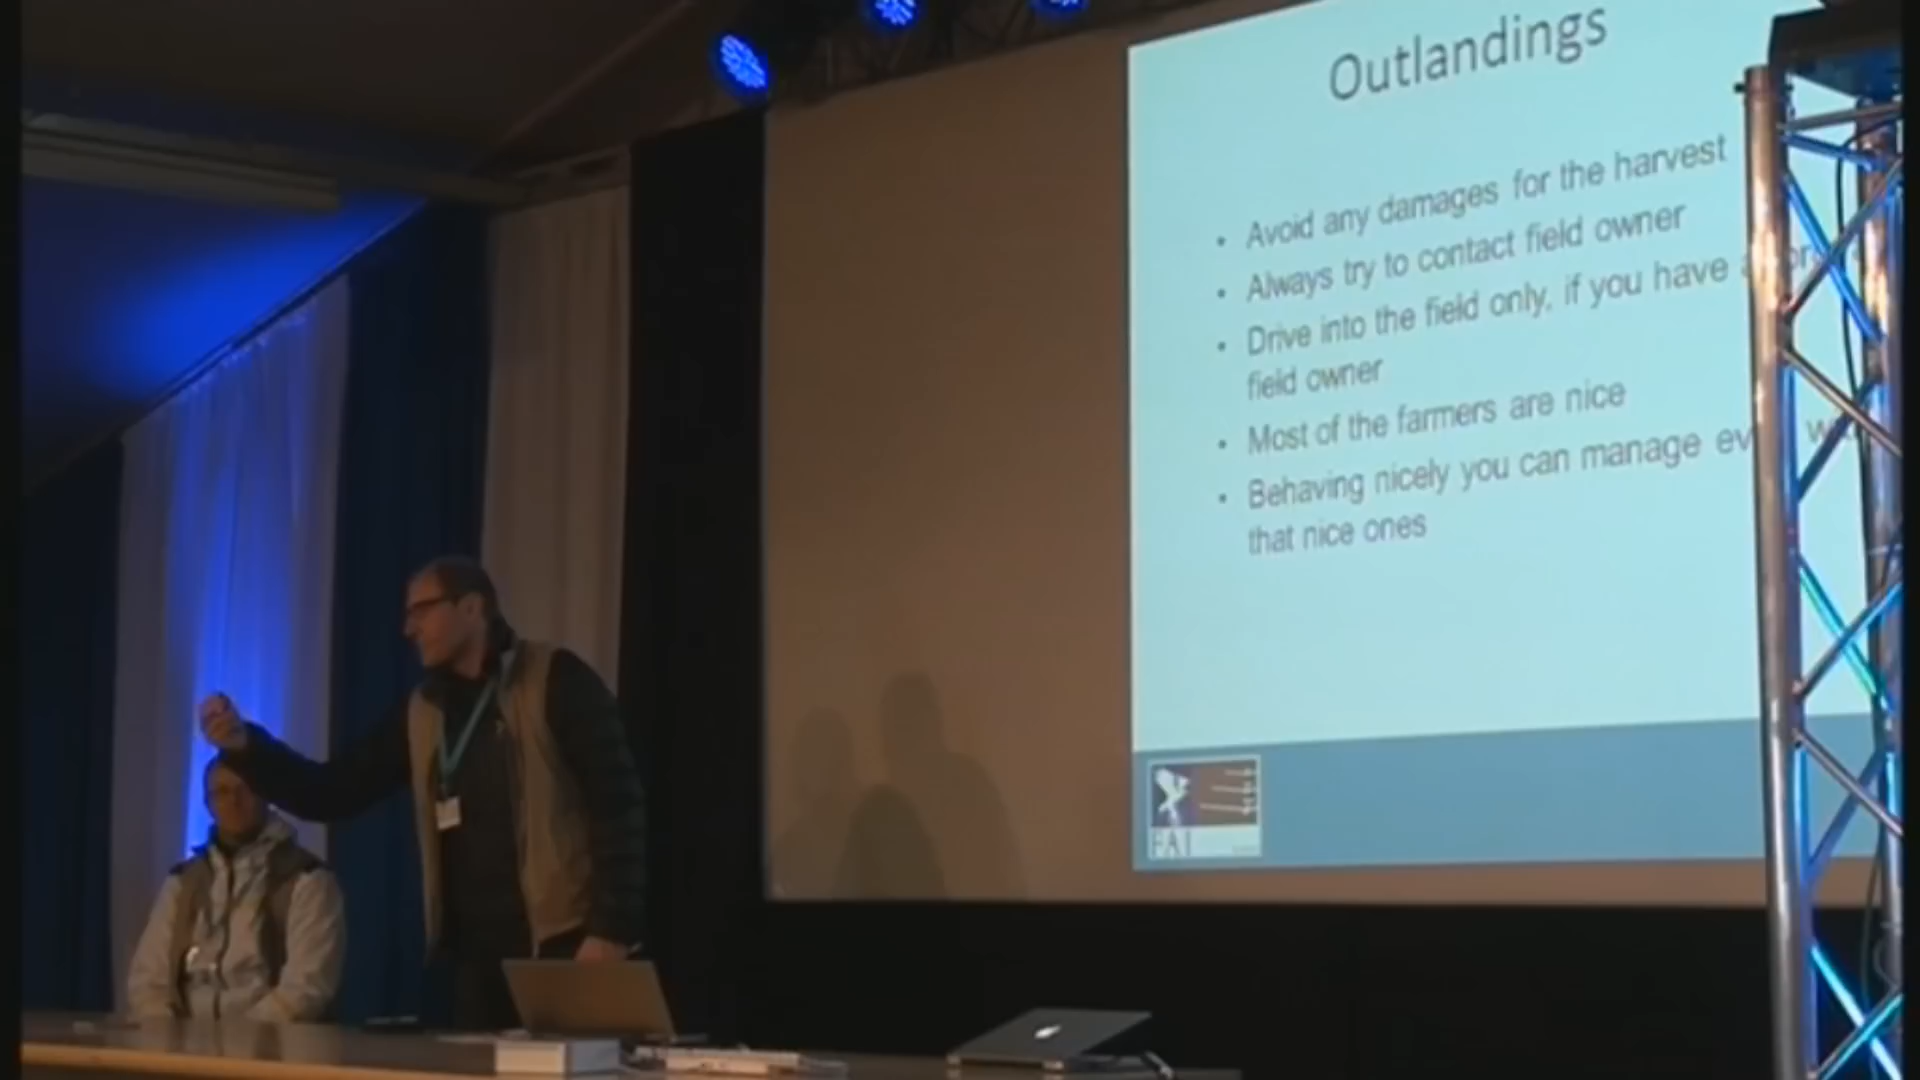 Outlandings
• Avoid any damages for the harvest
• Always try to contact field owner
• Drive into the field only, if you have
field owner
• Most of the farmers are nice
• Behaving nicely you can manage
that nice ones
FAI